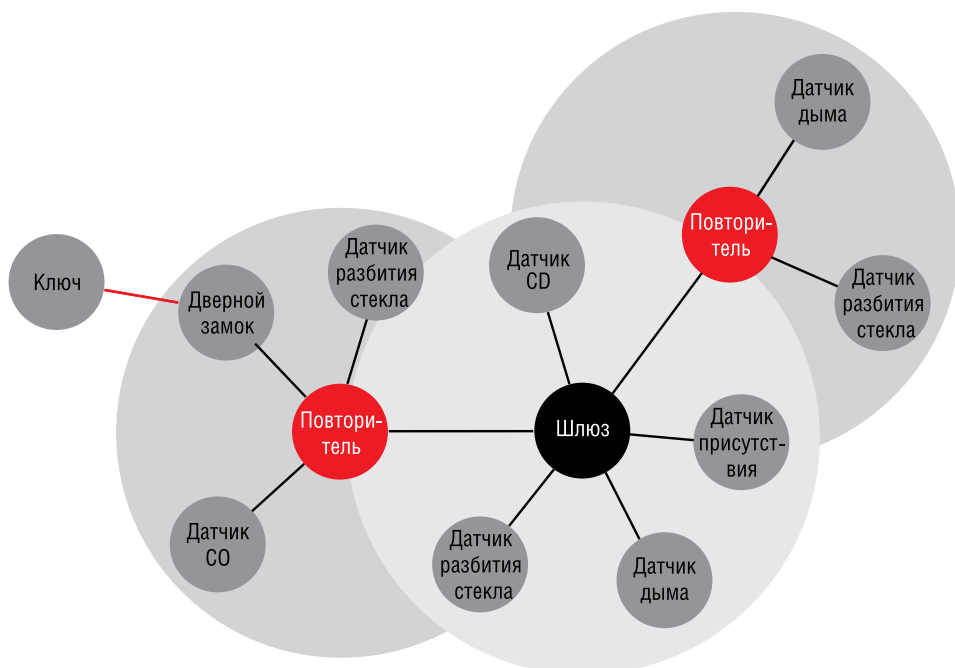 Датчик
дыма
Повтори-
тель
Датчик
разбития
стекла
Датчик
CD
Датчик
разбития
стекла
Ключ
Дверной
замок
Повтори-
тель
Шлюз
Датчик
присутст-
вия
Датчик
CO
Датчик
разбития
стекла
Датчик
дыма